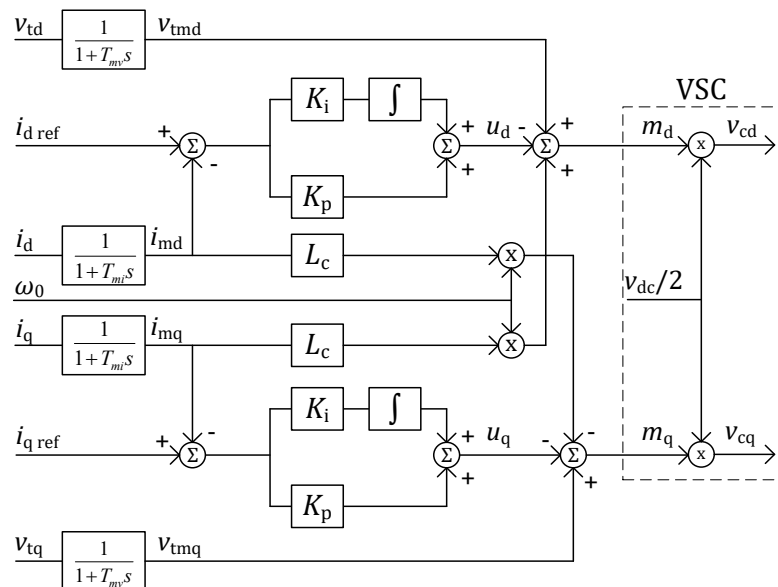 v_td 1/(1+T_mv s) v_tmd
VSC
K_i ∫
i_d ref + Σ - + + Σ u_d - + + Σ m_d x v_cd
K_p
i_d 1/(1+T_mi s) i_md L_c x
ω_0 v_dc/2
i_q 1/(1+T_mi s) i_mq L_c x
K_i ∫
i_q ref + - Σ + + Σ u_q - - + Σ m_q x v_cq
K_p
v_tq 1/(1+T_mv s) v_tmq